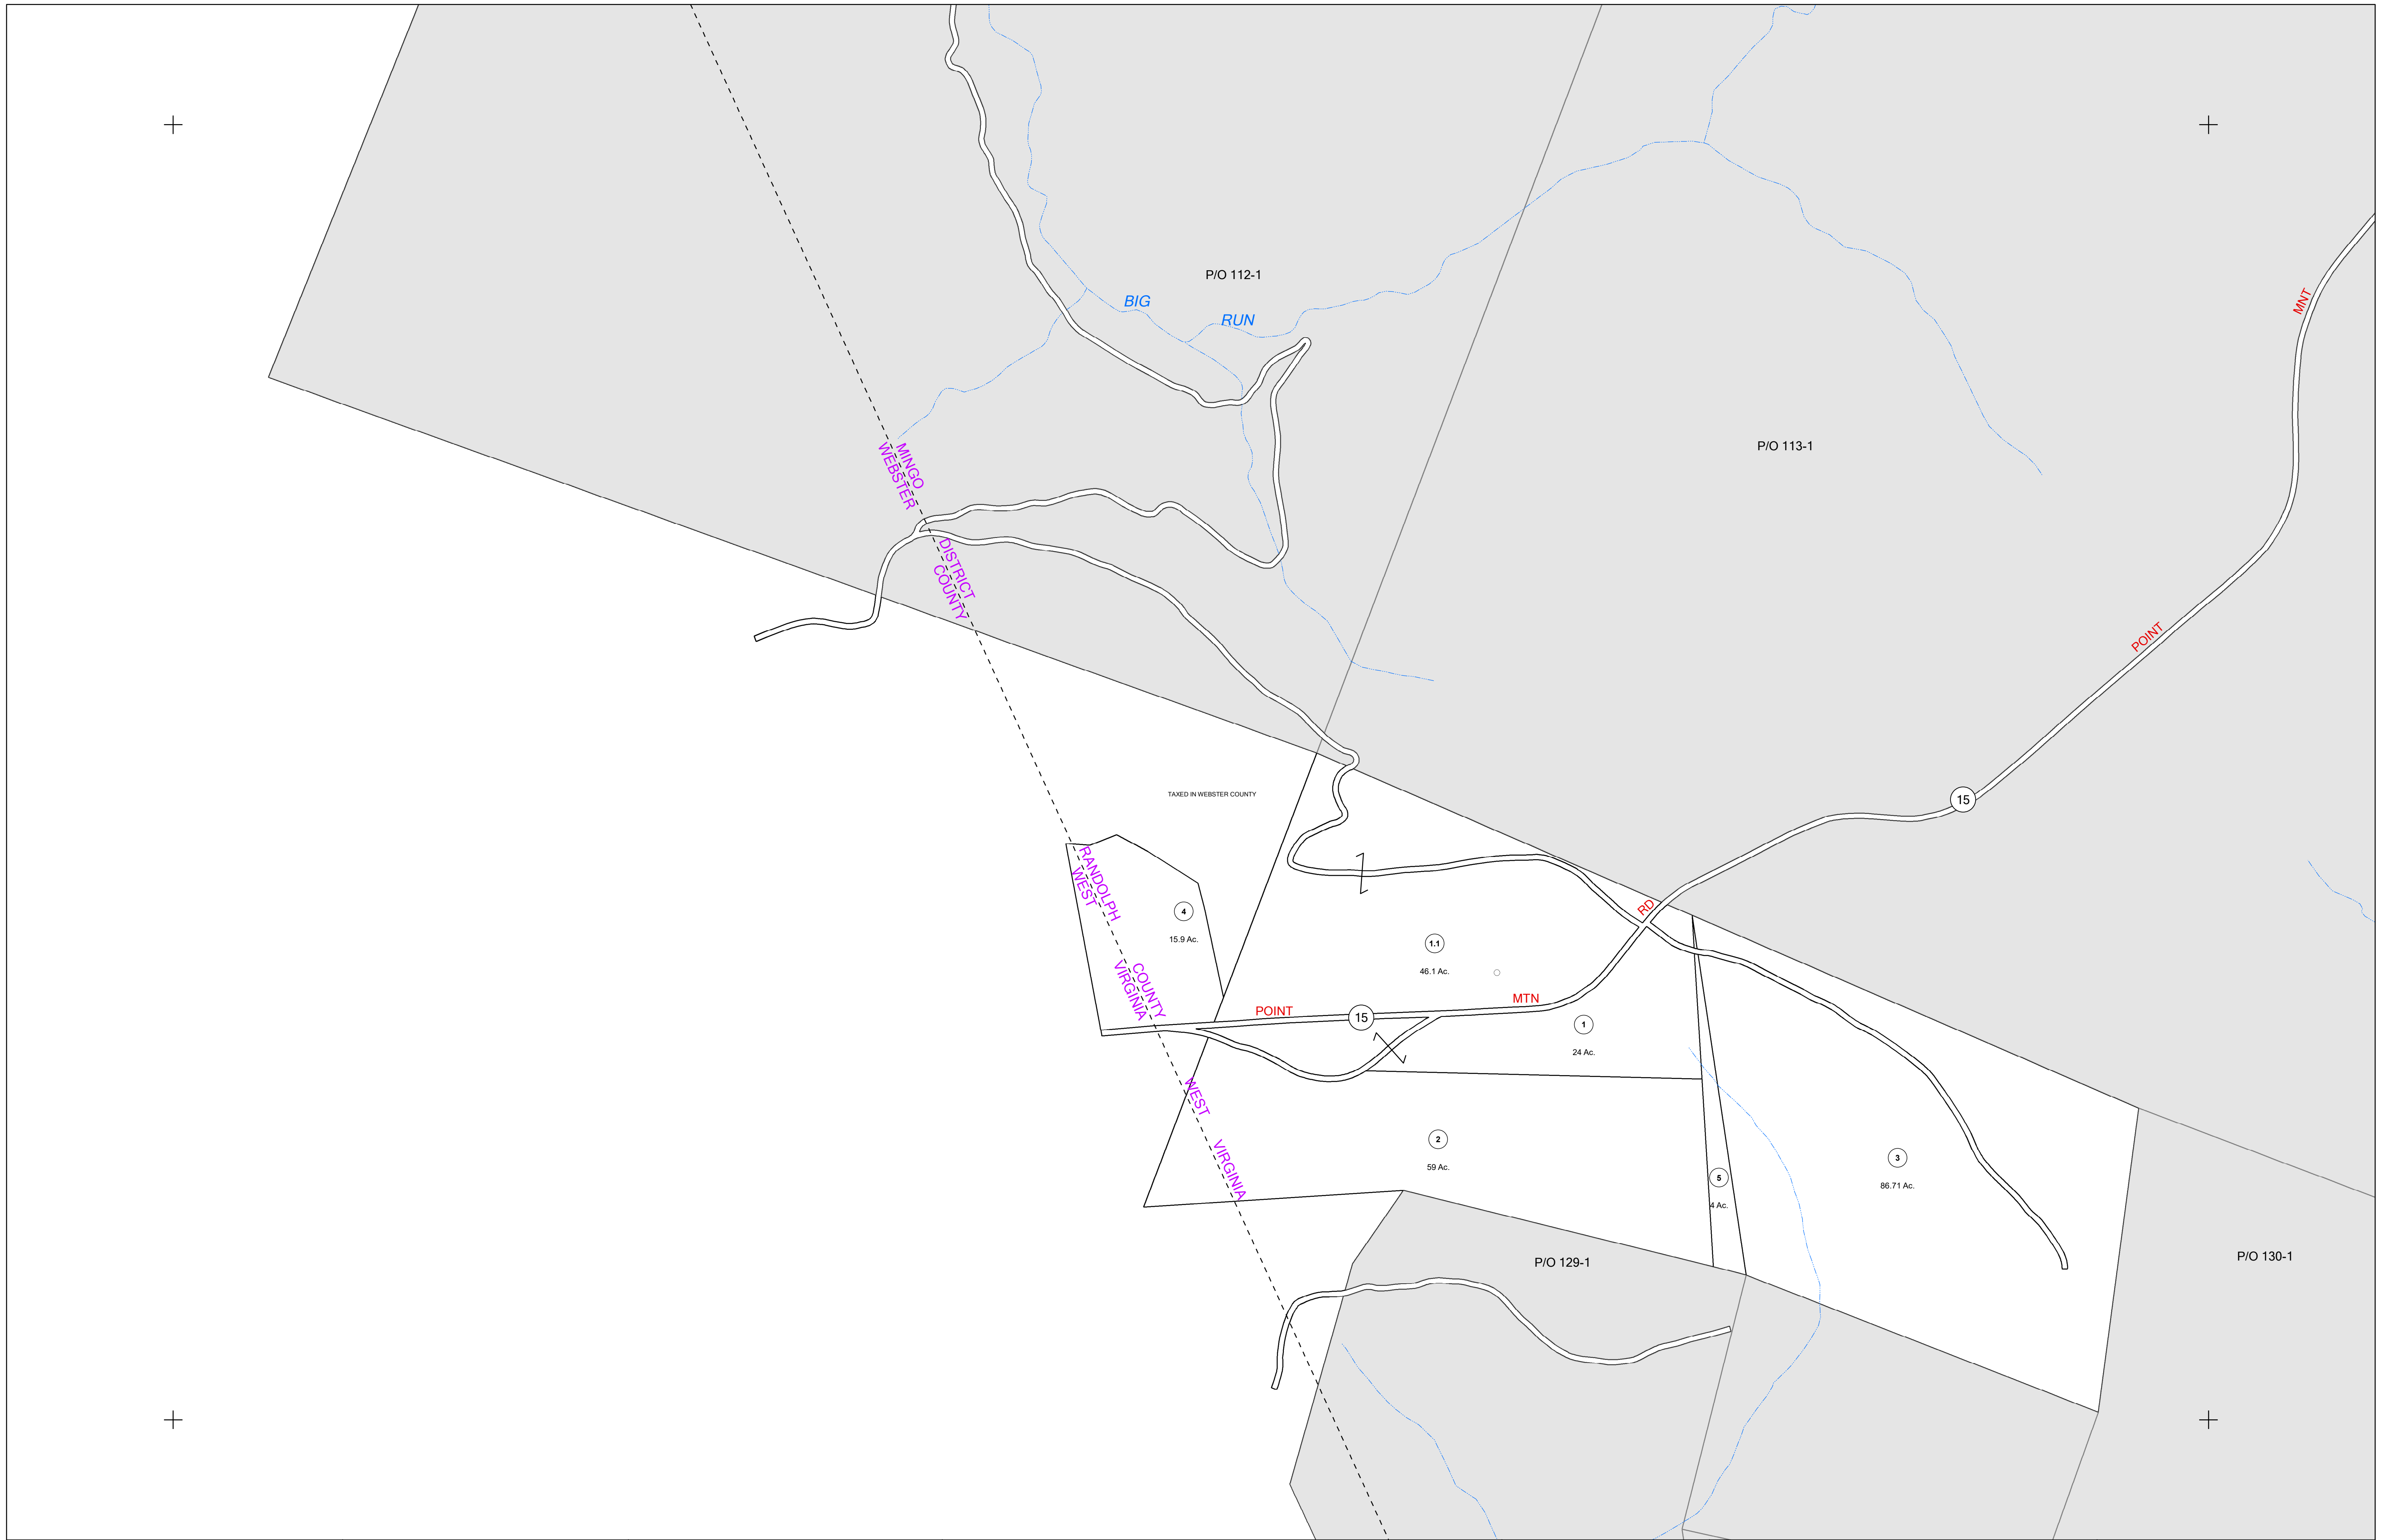 P/O 112-1
BIG
RUN
MNT
P/O 113-1
MINGO
WEBSTER
DISTRICT
COUNTY
POINT
TAXED IN WEBSTER COUNTY
15
RANDOLPH
WEST
4
15.9 Ac.
RD
1.1
46.1 Ac.
COUNTY
VIRGINIA
POINT
15
MTN
1
24 Ac.
WEST
VIRGINIA
2
59 Ac.
5
4 Ac.
3
86.71 Ac.
P/O 129-1
P/O 130-1